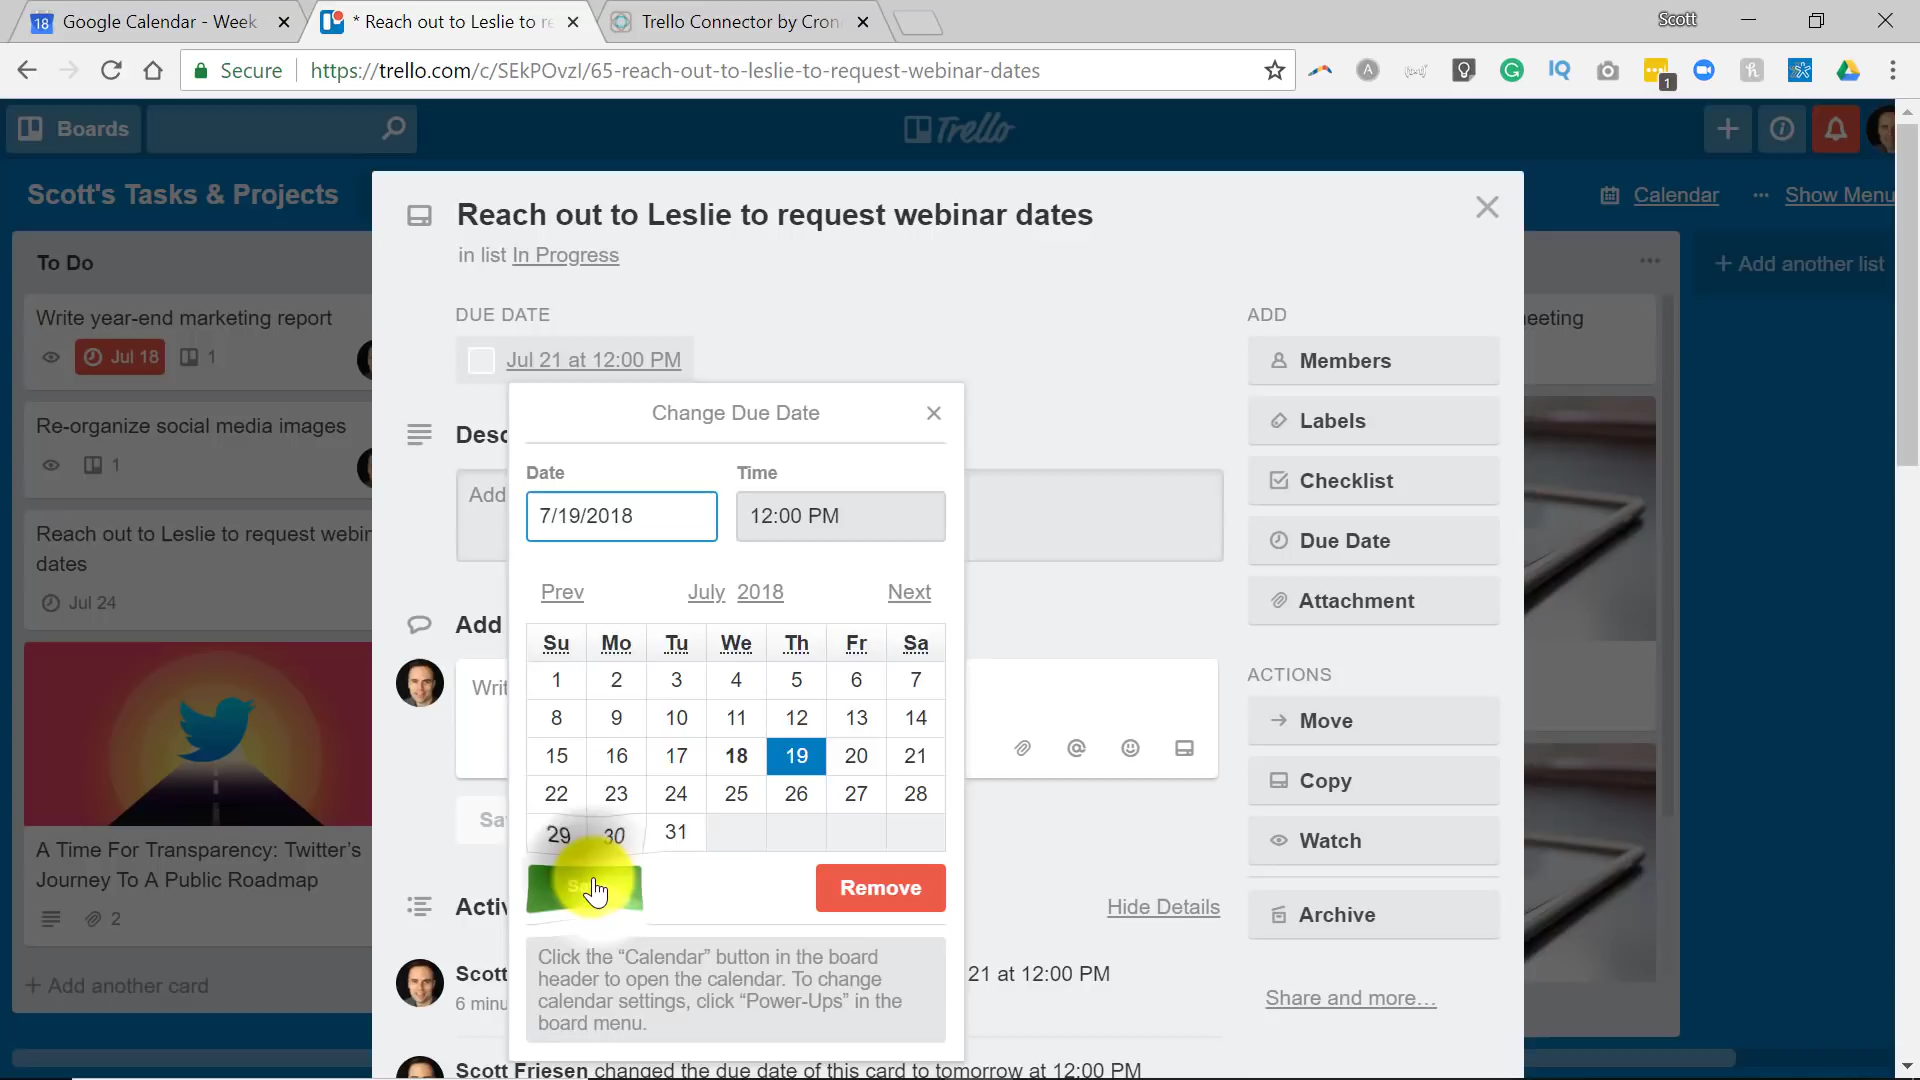 Google Calendar - Week
* Reach out to Leslie to re
Trello Connector by Cron
Scott
Secure
https://trello.com/c/SEkPOvzI/65-reach-out-to-leslie-to-request-webinar-dates
Boards
Trello
Scott's Tasks & Projects
Calendar
Show Menu
To Do
Write year-end marketing report
Jul 18
1
Re-organize social media images
1
Reach out to Leslie to request webin
dates
Jul 24
A Time For Transparency: Twitter's
Journey To A Public Roadmap
2
+ Add another card
Reach out to Leslie to request webinar dates
in list In Progress
DUE DATE
Jul 21 at 12:00 PM
Desc
Add
Change Due Date
Date
Time
7/19/2018
12:00 PM
Prev
July 2018
Next
Su Mo Tu We Th Fr Sa
1 2 3 4 5 6 7
8 9 10 11 12 13 14
15 16 17 18 19 20 21
22 23 24 25 26 27 28
29 30 31
Remove
Click the “Calendar” button in the board
header to open the calendar. To change
calendar settings, click “Power-Ups” in the
board menu.
Add
Writ
Sa
Activ
Hide Details
Scott
21 at 12:00 PM
6 minu
Scott Friesen changed the due date of this card to tomorrow at 12:00 PM
ADD
Members
Labels
Checklist
Due Date
Attachment
ACTIONS
Move
Copy
Watch
Archive
Share and more…
eeting
+ Add another list
18
1